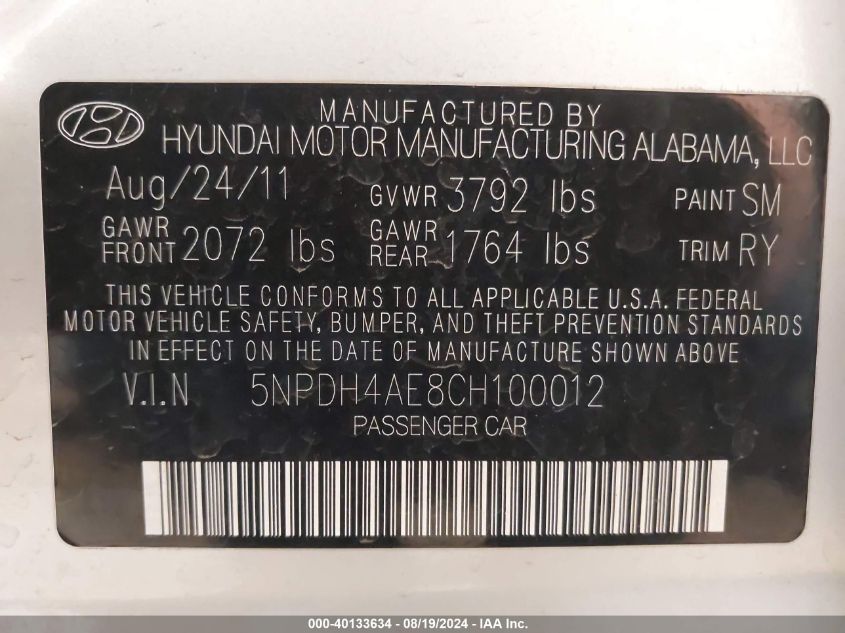 MANUFACTURED BY
HYUNDAI MOTOR MANUFACTURING ALABAMA, LLC
Aug/24/11 GVWR 3792 lbs PAINT SM
GAWR FRONT 2072 lbs GAWR REAR 1764 lbs TRIM RY
THIS VEHICLE CONFORMS TO ALL APPLICABLE U.S.A. FEDERAL
MOTOR VEHICLE SAFETY, BUMPER, AND THEFT PREVENTION STANDARDS
IN EFFECT ON THE DATE OF MANUFACTURE SHOWN ABOVE
V.I.N 5NPDH4AE8CH100012
PASSENGER CAR
000-40133634 - 08/19/2024 - IAA Inc.